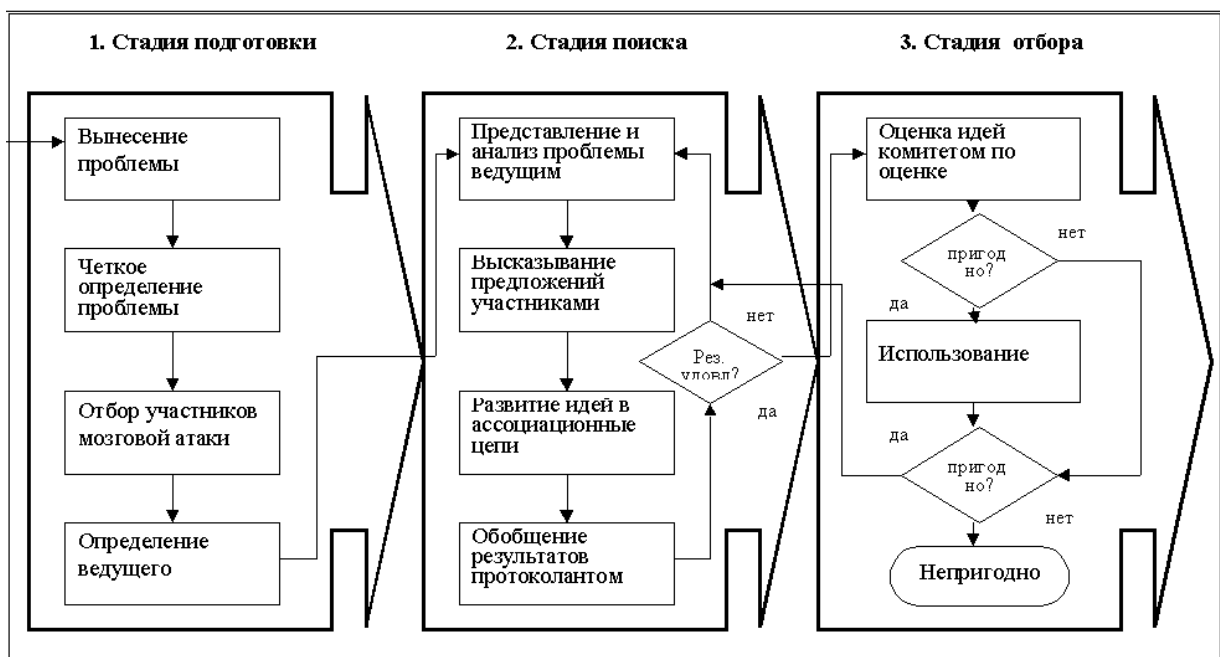 1. Стадия подготовки
2. Стадия поиска
3. Стадия отбора
Вынесение
проблемы
Четкое
определение
проблемы
Отбор участников
мозговой атаки
Определение
ведущего
Представление и
анализ проблемы
ведущим
Высказывание
предложений
участниками
Развитие идей в
ассоциационные
цепи
Обобщение
результатов
протоколантом
нет
Рез.
удовл?
да
Оценка идей
комитетом по
оценке
нет
пригод
но?
да
Использование
да
пригод
но?
нет
Непригодно